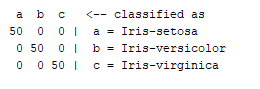 a b c <-- classified as
50 0 0 | a = Iris-setosa
0 50 0 | b = Iris-versicolor
0 0 50 | c = Iris-virginica